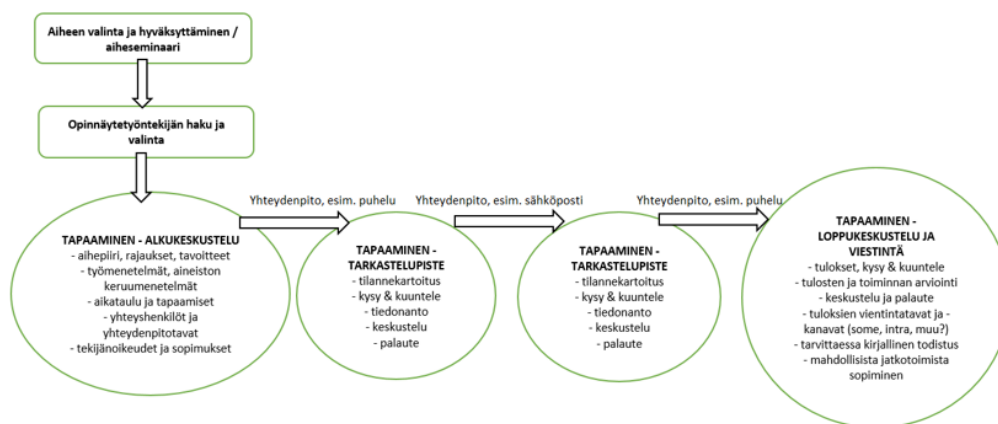 Aiheen valinta ja hyväksyttäminen /
aiheseminaari
Opinnäytetyöntekijän haku ja
valinta
Yhteydenpito, esim. puhelu
Yhteydenpito, esim. sähköposti
Yhteydenpito, esim. puhelu
TAPAAMINEN - ALKUKESKUSTELU
- aihepiiri, rajaukset, tavoitteet
- työmenetelmät, aineiston
keruumenetelmät
- aikataulu ja tapaamiset
- yhteyshenkilöt ja
yhteydenpitotavat
- tekijänoikeudet ja sopimukset
TAPAAMINEN -
TARKASTELUPISTE
- tilannekartoitus
- kysy & kuuntele
- tiedonanto
- keskustelu
- palaute
TAPAAMINEN -
TARKASTELUPISTE
- tilannekartoitus
- kysy & kuuntele
- tiedonanto
- keskustelu
- palaute
TAPAAMINEN -
LOPPUKESKUSTELU JA
VIESTINTÄ
- tulokset, kysy & kuuntele
- tulosten ja toiminnan arviointi
- keskustelu ja palaute
- tuloksien vientintatavat ja -
kanavat (some, intra, muu?)
- tarvittaessa kirjallinen todistus
- mahdollisista jatkotoimista
sopiminen